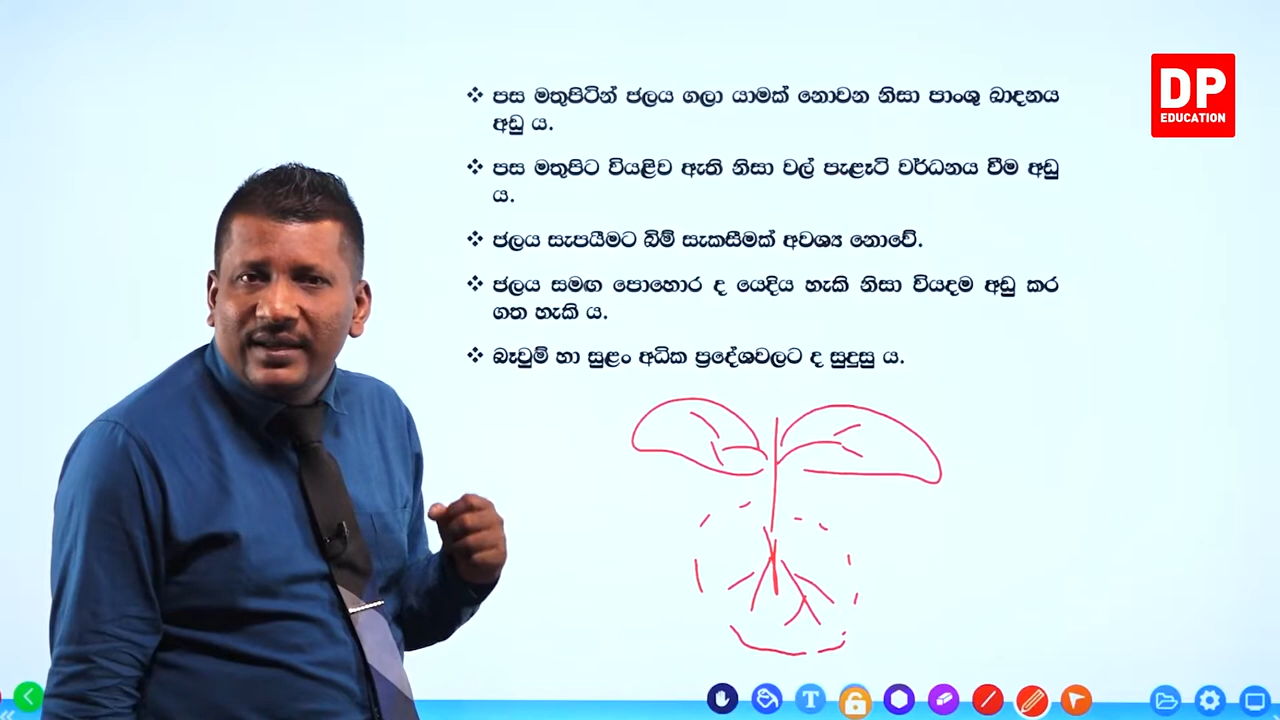 DP
EDUCATION
❖ පස මතුපිටින් ජලය ගලා යාමක් නොවන නිසා පාංශු ඛාදනය
අඩු ය.
❖ පස මතුපිට වියළිව ඇති නිසා වල් පැළෑටි වර්ධනය වීම අඩු
ය.
❖ ජලය සැපයීමට බිම් සැකසීමක් අවශ්‍ය නොවේ.
❖ ජලය සමඟ පොහොර ද යෙදිය හැකි නිසා වියදම අඩු කර
ගත හැකි ය.
❖ බෑවුම් හා සුළං අධික ප්‍රදේශවලට ද සුදුසු ය.
T